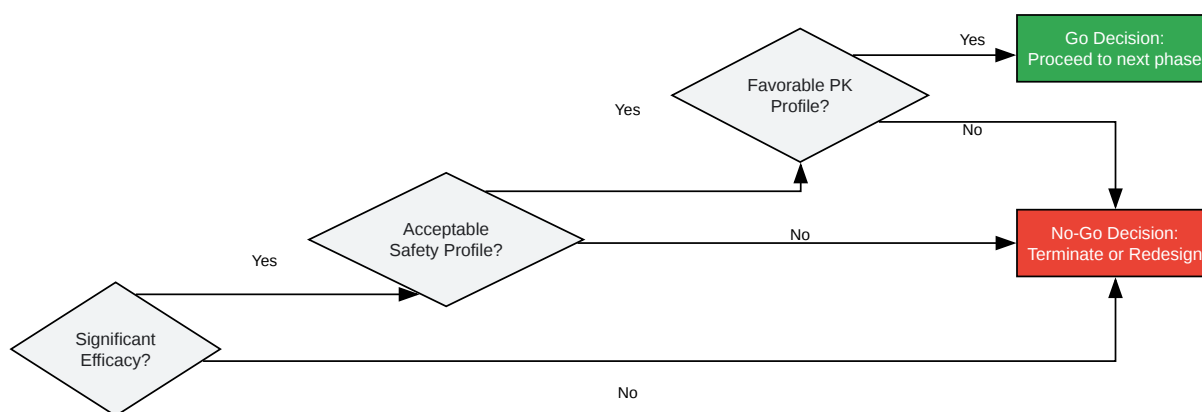 Go Decision:
Proceed to next phase
Yes
Favorable PK
Profile?
Yes
No
Acceptable
Safety Profile?
No
No-Go Decision:
Terminate or Redesign
Yes
Significant
Efficacy?
No